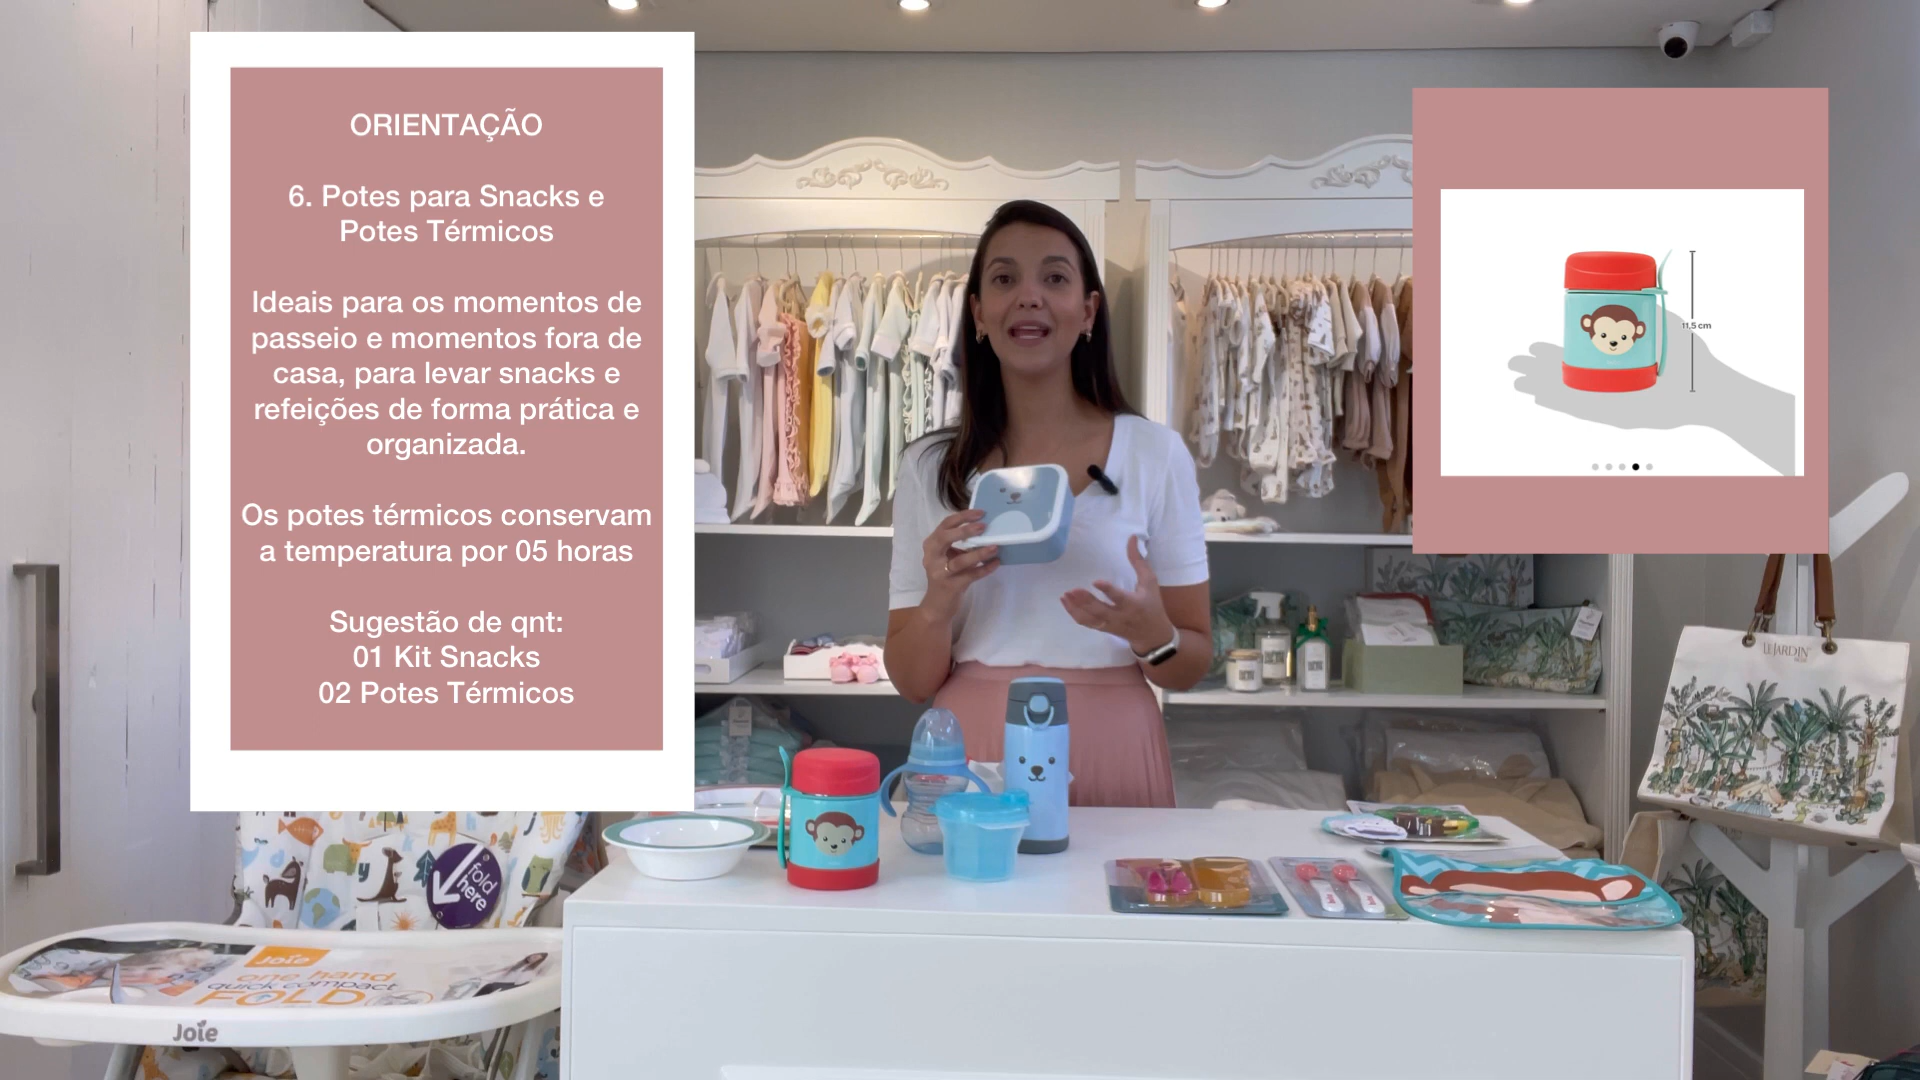 ORIENTAÇÃO
6. Potes para Snacks e
Potes Térmicos
Ideais para os momentos de
passeio e momentos fora de
casa, para levar snacks e
refeições de forma prática e
organizada.
Os potes térmicos conservam
a temperatura por 05 horas
Sugestão de qnt:
01 Kit Snacks
02 Potes Térmicos
11,5 cm
LE JARDIN
fold
here
Joie
one hand
quick compact
FOLD
Joie